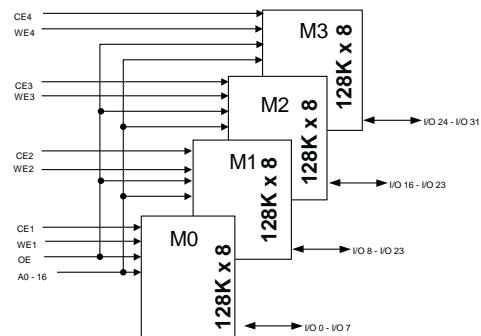 CE4
WE4
M3
128K x 8
CE3
WE3
M2
128K x 8
I/O 24 - I/O 31
CE2
WE2
M1
128K x 8
I/O 16 - I/O 23
CE1
WE1
OE
A0 - 16
M0
128K x 8
I/O 8 - I/O 23
I/O 0 - I/O 7